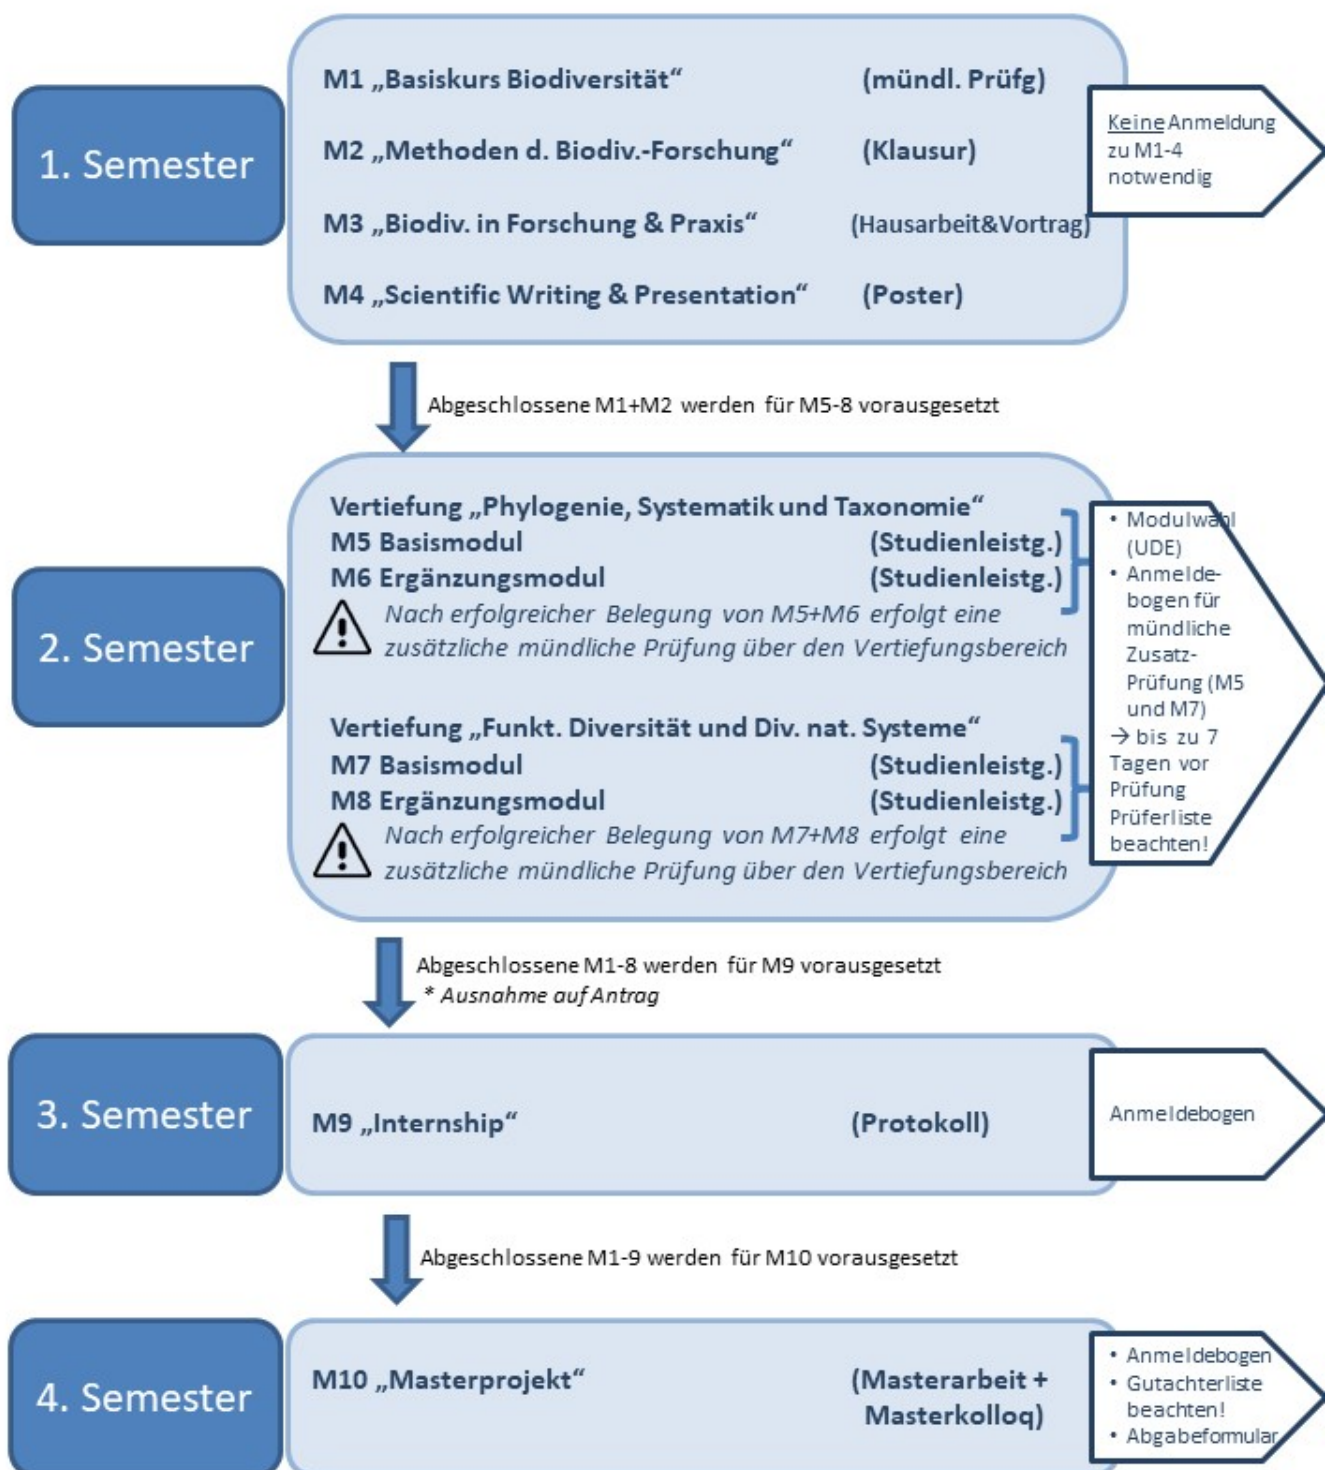 1. Semester
M1 „Basiskurs Biodiversität“ (mündl. Prüfg)
M2 „Methoden d. Biodiv.-Forschung“ (Klausur)
M3 „Biodiv. in Forschung & Praxis“ (Hausarbeit&Vortrag)
M4 „Scientific Writing & Presentation“ (Poster)
Keine Anmeldung
zu M1-4
notwendig
Abgeschlossene M1+M2 werden für M5-8 vorausgesetzt
2. Semester
Vertiefung „Phylogenie, Systematik und Taxonomie“
M5 Basismodul (Studienleistg.)
M6 Ergänzungsmodul (Studienleistg.)
Nach erfolgreicher Belegung von M5+M6 erfolgt eine
zusätzliche mündliche Prüfung über den Vertiefungsbereich
Vertiefung „Funkt. Diversität und Div. nat. Systeme“
M7 Basismodul (Studienleistg.)
M8 Ergänzungsmodul (Studienleistg.)
Nach erfolgreicher Belegung von M7+M8 erfolgt eine
zusätzliche mündliche Prüfung über den Vertiefungsbereich
• Modulwahl
(UDE)
• Anmelde-
bogen für
mündliche
Zusatz-
Prüfung (M5
und M7)
→ bis zu 7
Tagen vor
Prüfung
Prüferliste
beachten!
Abgeschlossene M1-8 werden für M9 vorausgesetzt
* Ausnahme auf Antrag
3. Semester
M9 „Internship“ (Protokoll)
Anmeldebogen
Abgeschlossene M1-9 werden für M10 vorausgesetzt
4. Semester
M10 „Masterprojekt“ (Masterarbeit +
Masterkolloq)
• Anmeldebogen
• Gutachterliste
beachten!
• Abgabeformular